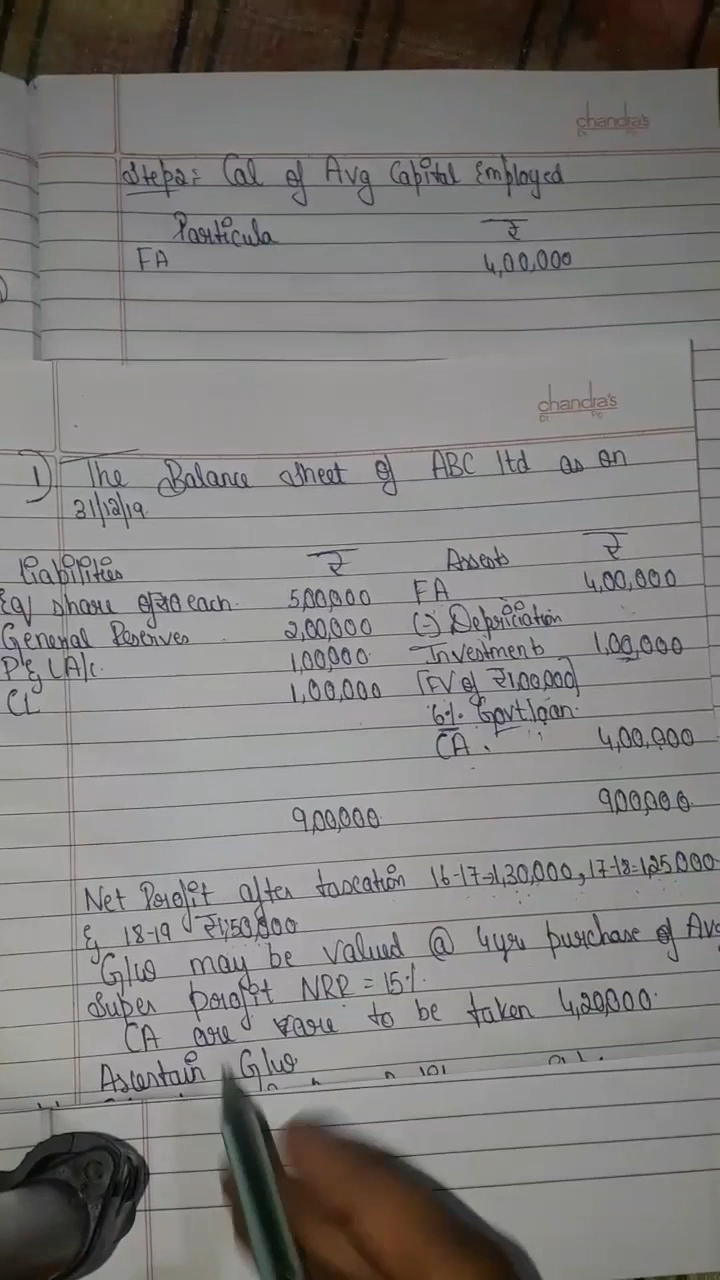 chandra's
Step2: Cal of Avg Capital Employed
Particula ₹
FA 4,00,000
chandra's
1) The Balance sheet of ABC ltd as on
31/12/19
Liabilities ₹ Assets ₹
Eq/ share of each. 5,00,000 FA 4,00,000
General Reserves 2,00,000 (-) Depriciation
P & L A/c. 1,00,000 Investment 1,00,000
CL 1,00,000 [FV of ₹1,00,000]
6% Govt loan.
CA. 4,00,000
9,00,000 9,00,000
Net Profit after taxation 16-17=1,30,000, 17-18=1,25,000
& 18-19 ₹1,50,000
G/w may be valued @ 4yrs purchase of Avg
super profit NRR = 15%.
CA are to be taken 4,20,000.
Ascertain G/w.